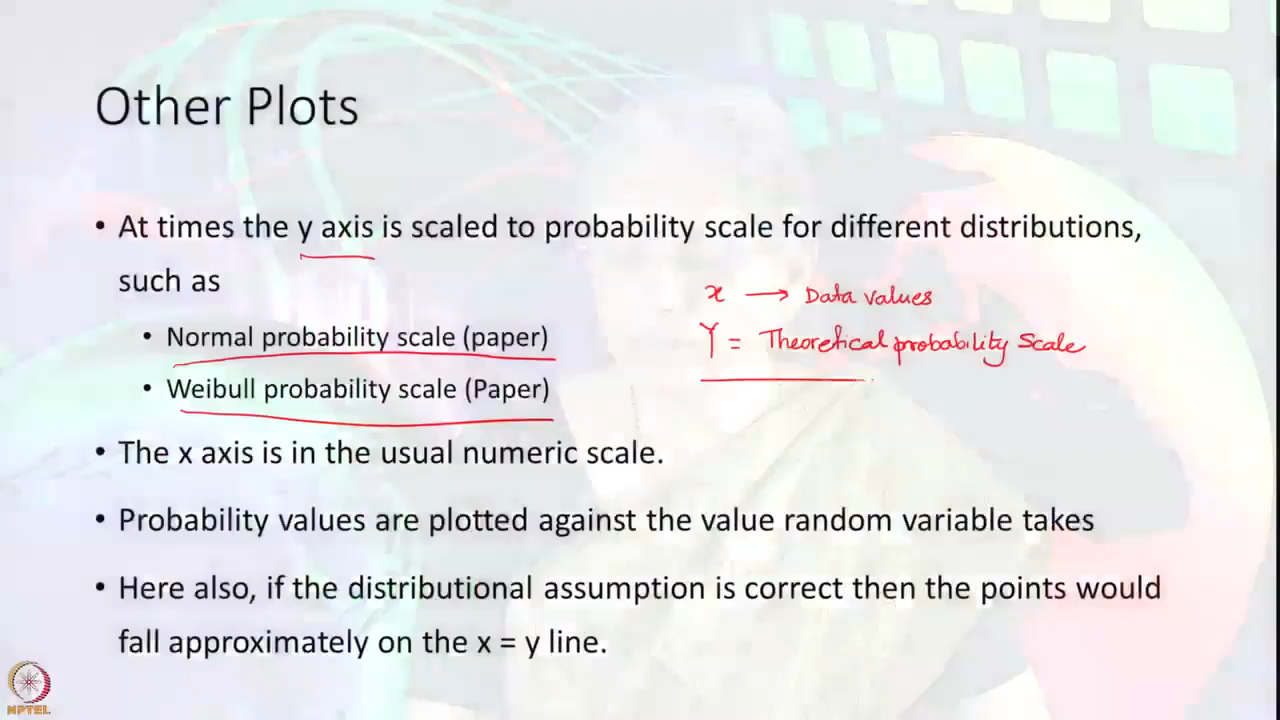 Other Plots
• At times the y axis is scaled to probability scale for different distributions,
such as
x → Data values
• Normal probability scale (paper)
Y = Theoretical probability Scale
• Weibull probability scale (Paper)
• The x axis is in the usual numeric scale.
• Probability values are plotted against the value random variable takes
• Here also, if the distributional assumption is correct then the points would
fall approximately on the x = y line.
NPTEL